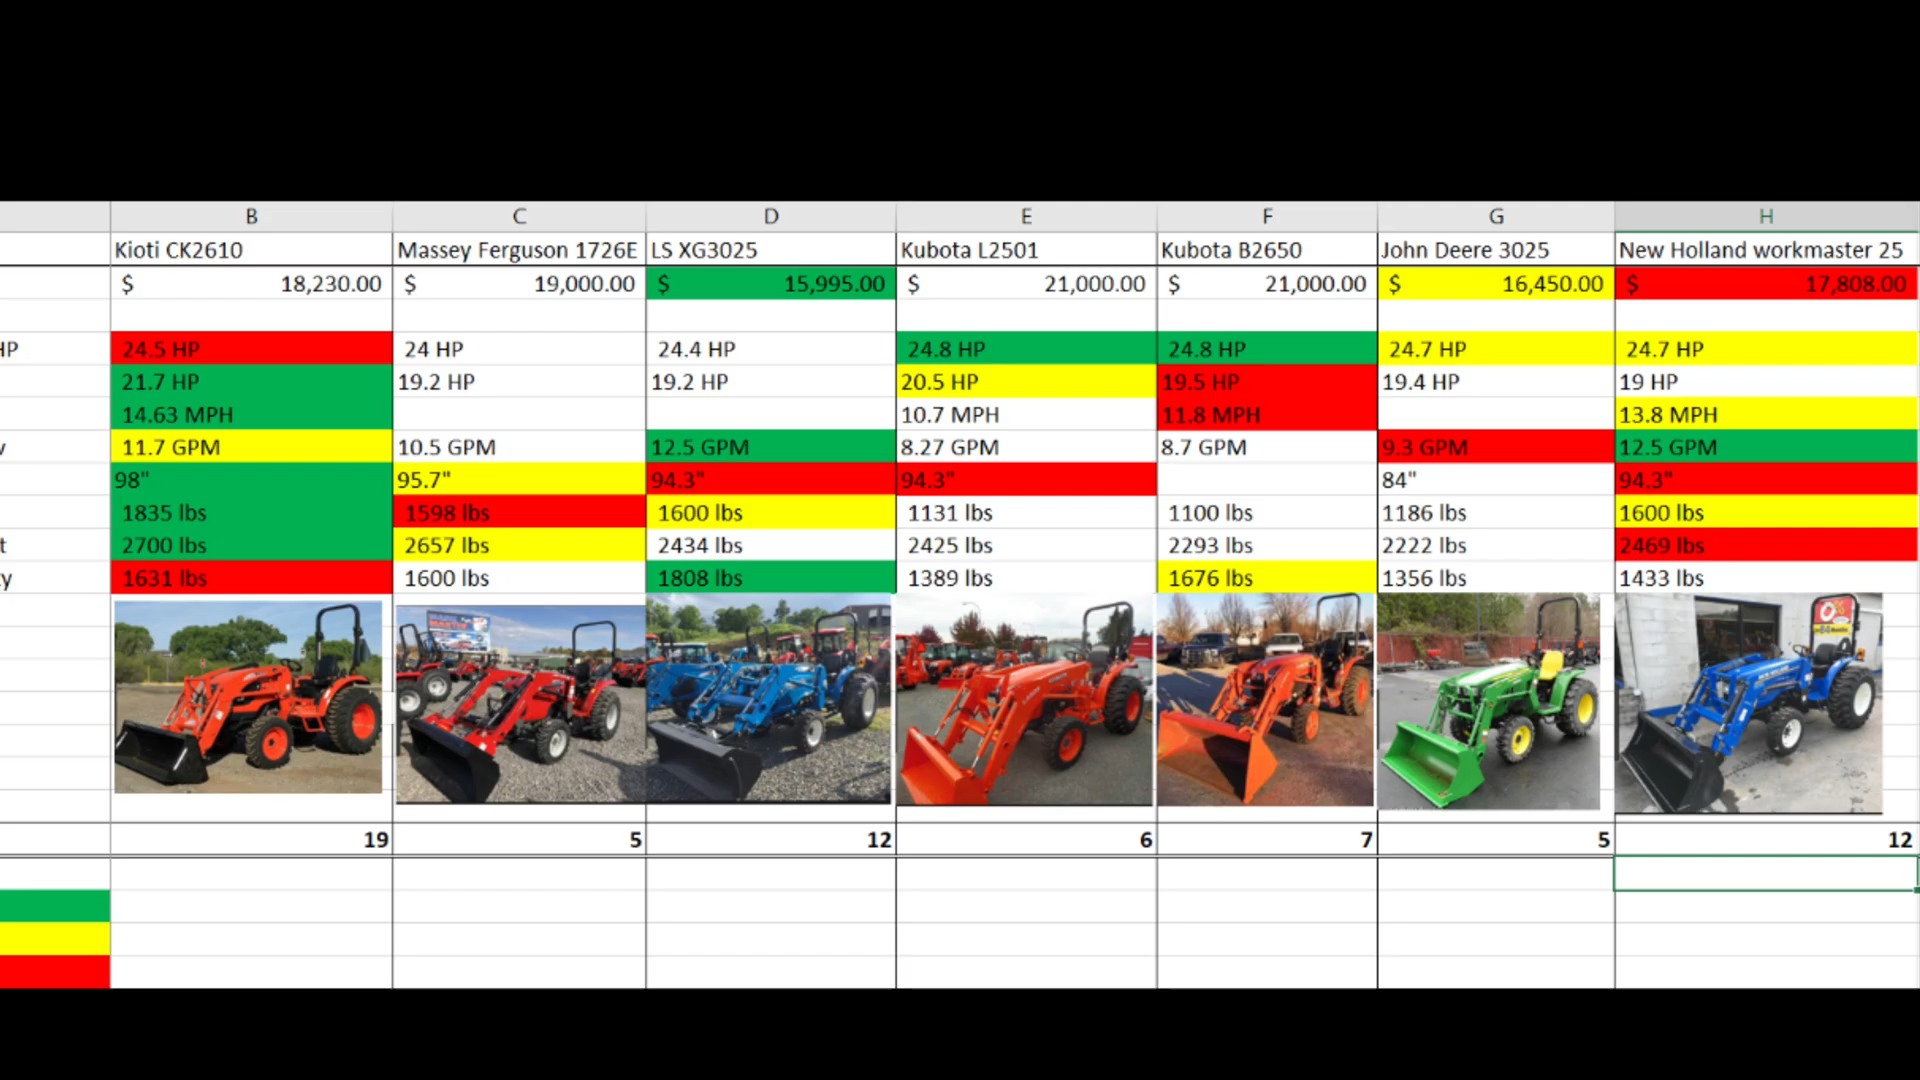 B C D E F G H
Kioti CK2610 Massey Ferguson 1726E LS XG3025 Kubota L2501 Kubota B2650 John Deere 3025 New Holland workmaster 25
$ 18,230.00 $ 19,000.00 $ 15,995.00 $ 21,000.00 $ 21,000.00 $ 16,450.00 $ 17,808.00
HP 24.5 HP 24 HP 24.4 HP 24.8 HP 24.8 HP 24.7 HP 24.7 HP
21.7 HP 19.2 HP 19.2 HP 20.5 HP 19.5 HP 19.4 HP 19 HP
14.63 MPH 10.7 MPH 11.8 MPH 13.8 MPH
11.7 GPM 10.5 GPM 12.5 GPM 8.27 GPM 8.7 GPM 9.3 GPM 12.5 GPM
98" 95.7" 94.3" 94.3" 84" 94.3"
1835 lbs 1598 lbs 1600 lbs 1131 lbs 1100 lbs 1186 lbs 1600 lbs
t 2700 lbs 2657 lbs 2434 lbs 2425 lbs 2293 lbs 2222 lbs 2469 lbs
y 1631 lbs 1600 lbs 1808 lbs 1389 lbs 1676 lbs 1356 lbs 1433 lbs
19 5 12 6 7 5 12